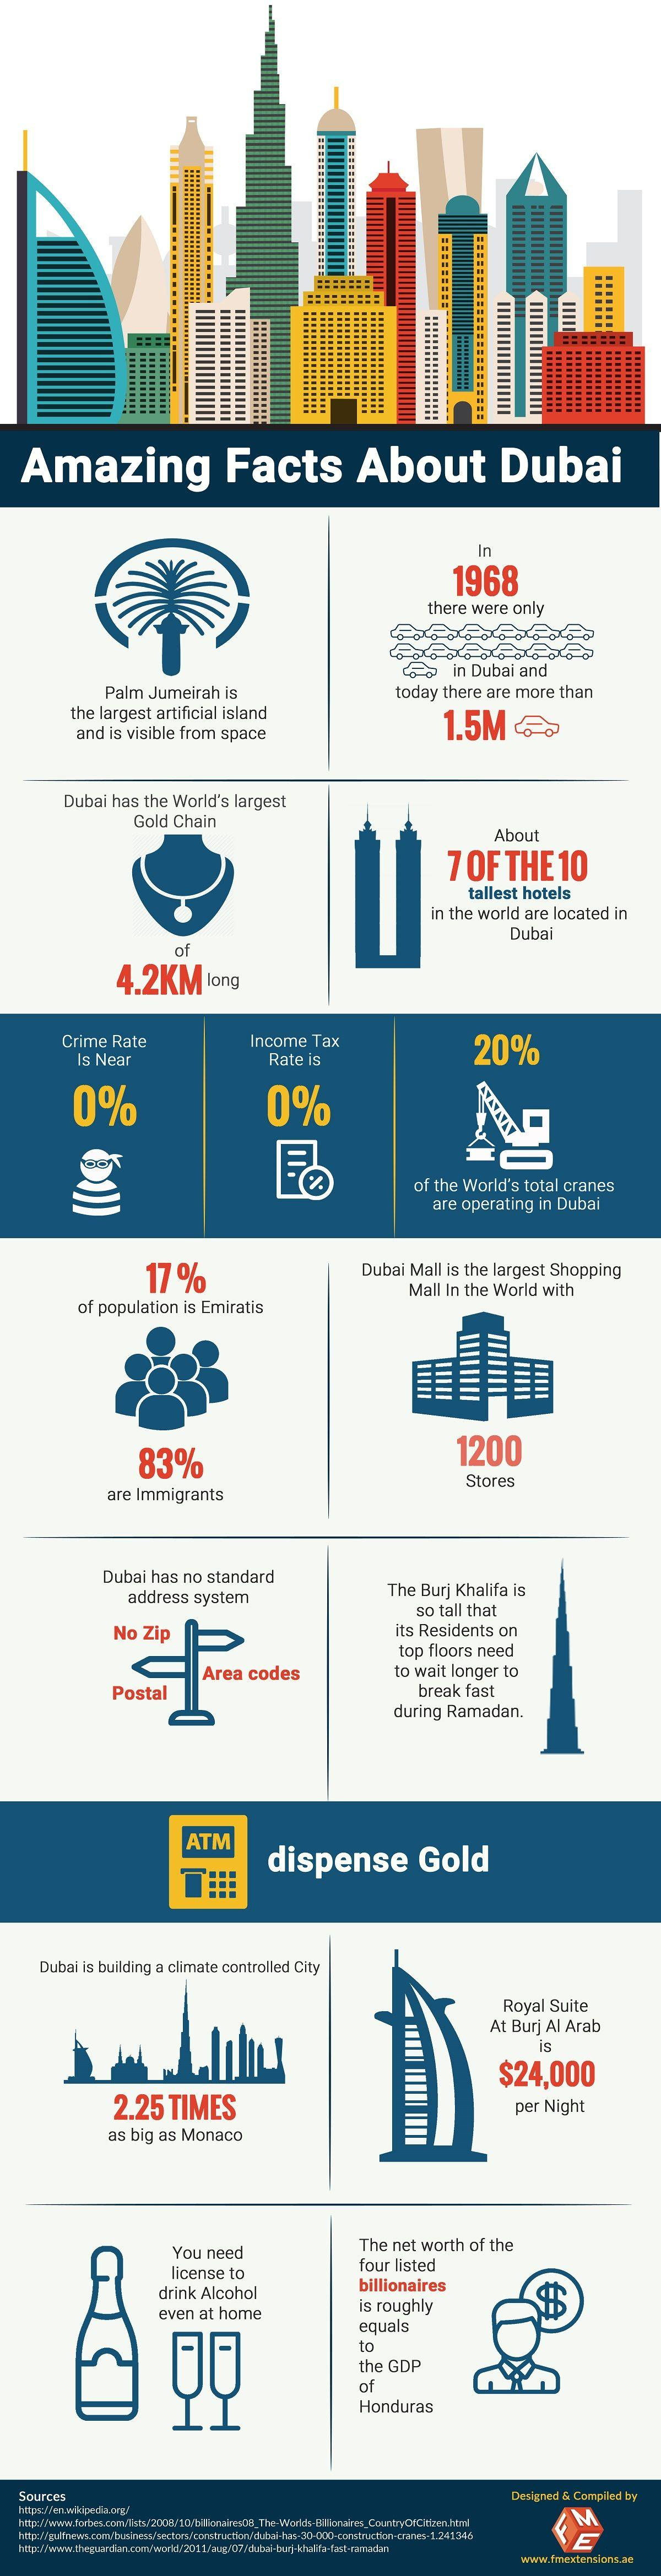 Amazing Facts About Dubai
Palm Jumeirah is
the largest artificial island
and is visible from space
In
1968
there were only
in Dubai and
today there are more than
1.5M
Dubai has the World's largest
Gold Chain
of
4.2KM long
About
7 OF THE 10
tallest hotels
in the world are located in
Dubai
Crime Rate
Is Near
0%
Income Tax
Rate is
0%
20%
of the World's total cranes
are operating in Dubai
17 %
of population is Emiratis
83%
are Immigrants
Dubai Mall is the largest Shopping
Mall In the World with
1200
Stores
Dubai has no standard
address system
No Zip
Area codes
Postal
The Burj Khalifa is
so tall that
its Residents on
top floors need
to wait longer to
break fast
during Ramadan.
ATM
dispense Gold
Dubai is building a climate controlled City
2.25 TIMES
as big as Monaco
Royal Suite
At Burj Al Arab
is
$24,000
per Night
You need
license to
drink Alcohol
even at home
The net worth of the
four listed
billionaires
is roughly
equals
to
the GDP
of
Honduras
Sources
https://en.wikipedia.org/
http://www.forbes.com/lists/2008/10/billionaires08_The-Worlds-Billionaires_CountryOfCitizen.html
http://gulfnews.com/business/sectors/construction/dubai-has-30-000-construction-cranes-1.241346
http://www.theguardian.com/world/2011/aug/07/dubai-burj-khalifa-fast-ramadan
Designed & Compiled by
FME
www.fmextensions.ae